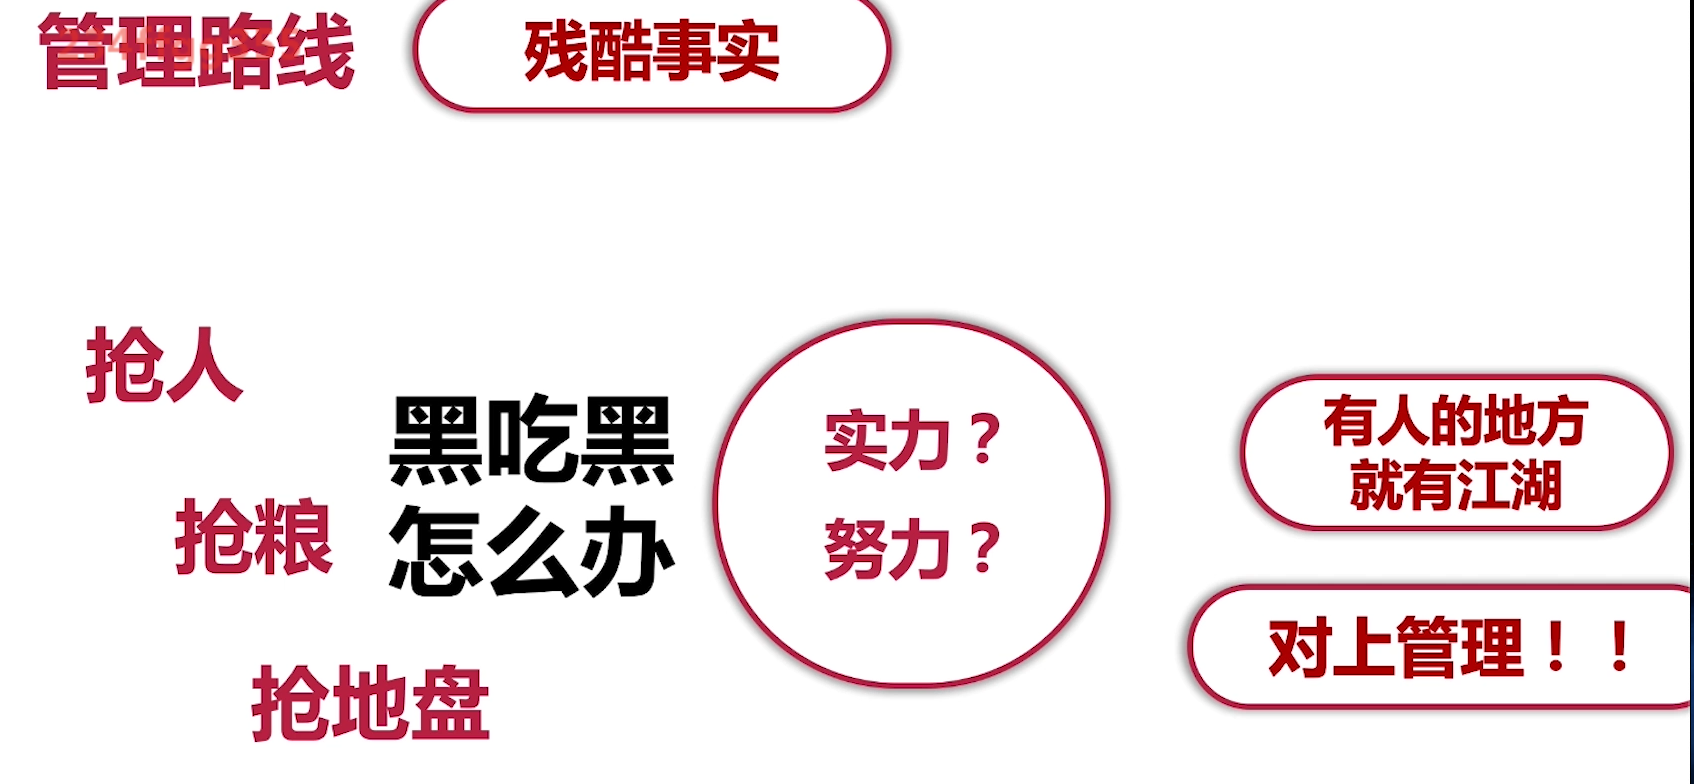 管理路线
残酷事实
抢人
抢粮
抢地盘
黑吃黑
怎么办
实力？
努力？
有人的地方
就有江湖
对上管理！！